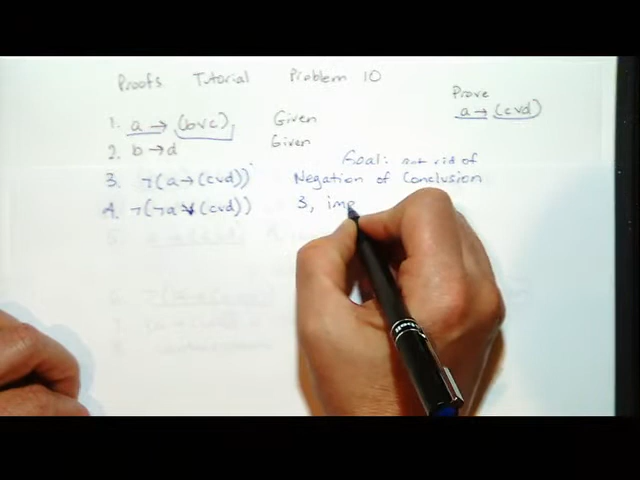 Proofs Tutorial Problem 10
Prove
a → (c∨d)
1. a → (b∨c) Given
2. b → d Given
Goal: get rid of
3. ¬(a → (c∨d)) Negation of Conclusion
4. ¬(¬a ∨ (c∨d)) 3, imp